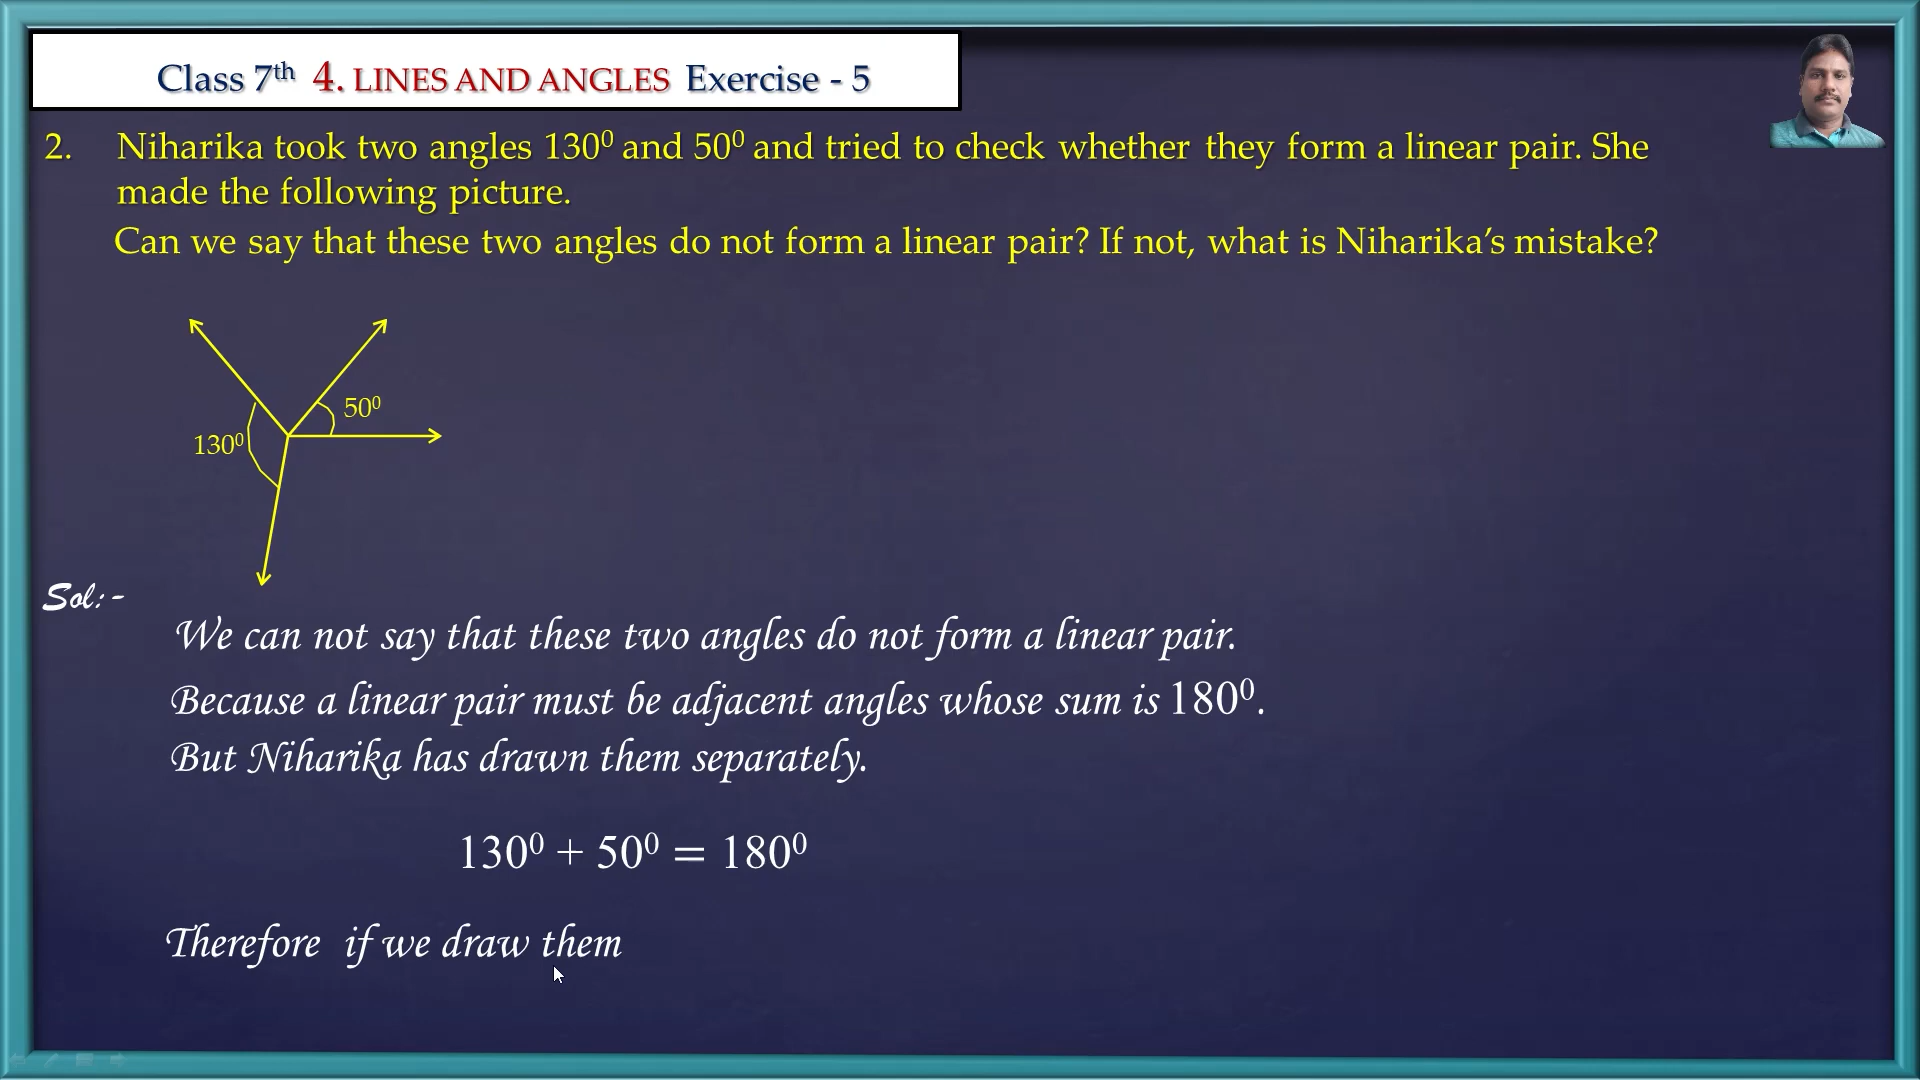 Class 7th 4. LINES AND ANGLES Exercise - 5
2. Niharika took two angles 130⁰ and 50⁰ and tried to check whether they form a linear pair. She
made the following picture.
Can we say that these two angles do not form a linear pair? If not, what is Niharika’s mistake?
50⁰
130⁰
Sol: -
We can not say that these two angles do not form a linear pair.
Because a linear pair must be adjacent angles whose sum is 180⁰.
But Niharika has drawn them separately.
130⁰ + 50⁰ = 180⁰
Therefore if we draw them